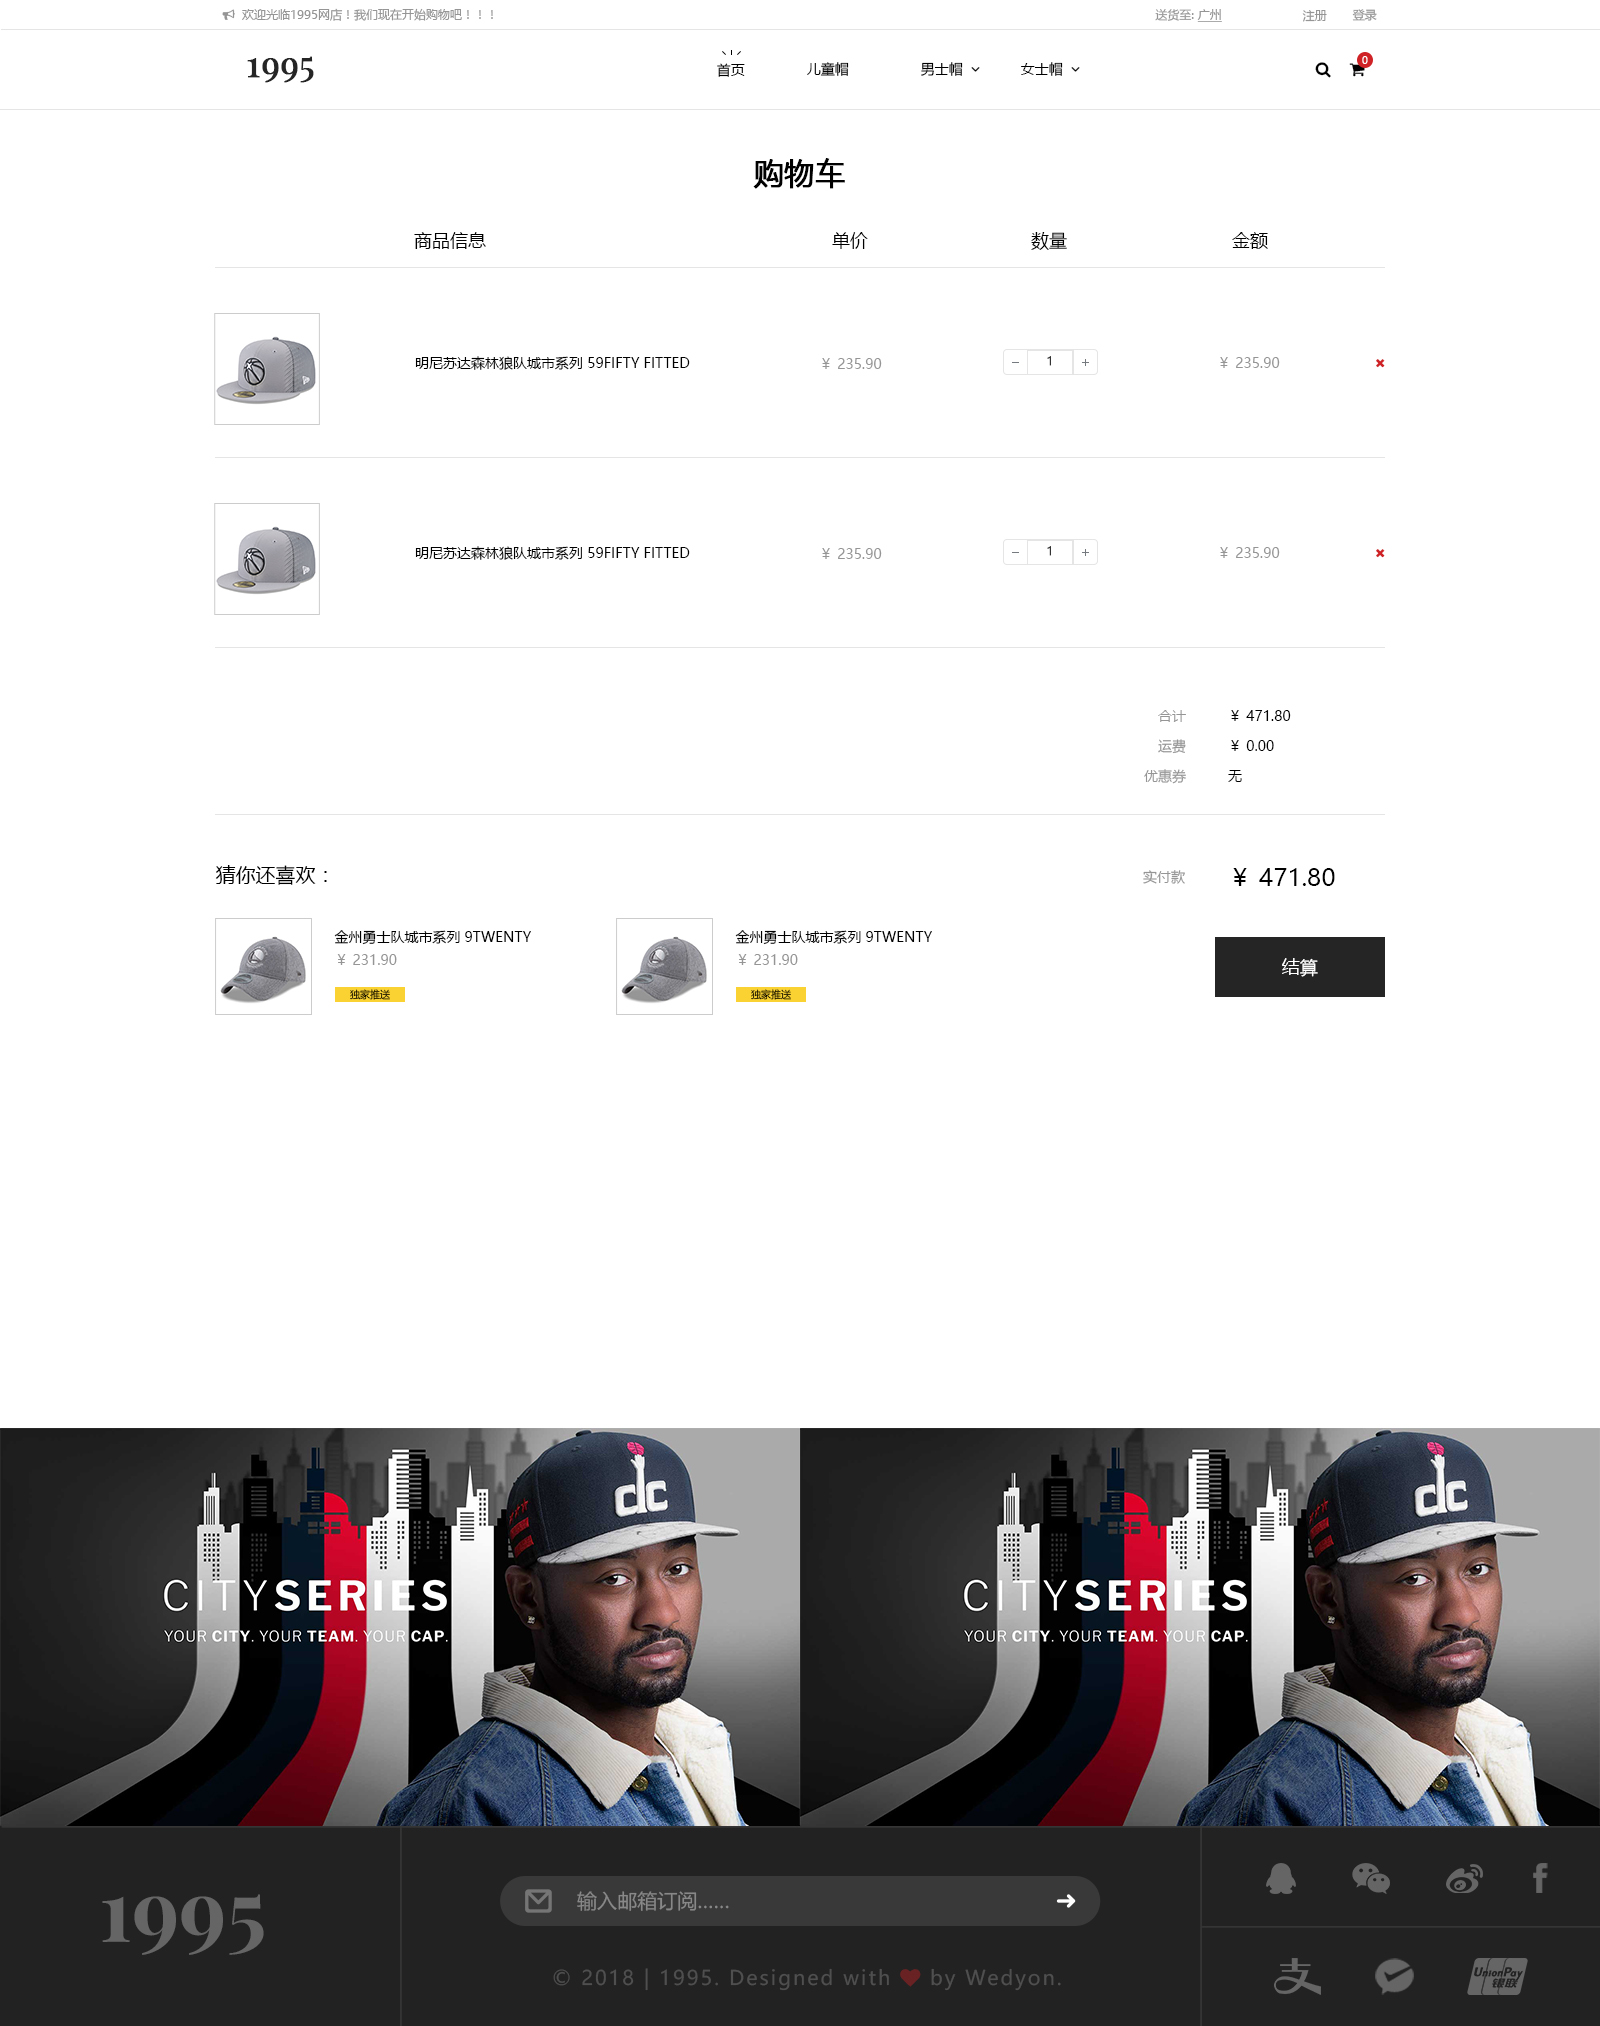 欢迎光临1995网店！我们现在开始购物吧！！！
送货至: 广州
注册
登录
1995
首页
儿童帽
男士帽
女士帽
0
购物车
商品信息
单价
数量
金额
明尼苏达森林狼队城市系列 59FIFTY FITTED
¥ 235.90
− 1 +
¥ 235.90
明尼苏达森林狼队城市系列 59FIFTY FITTED
¥ 235.90
− 1 +
¥ 235.90
合计
¥ 471.80
运费
¥ 0.00
优惠券
无
猜你还喜欢：
实付款
¥ 471.80
金州勇士队城市系列 9TWENTY
¥ 231.90
独家推送
金州勇士队城市系列 9TWENTY
¥ 231.90
独家推送
结算
dc
CITYSERIES
YOUR CITY. YOUR TEAM. YOUR CAP.
dc
CITYSERIES
YOUR CITY. YOUR TEAM. YOUR CAP.
1995
输入邮箱订阅......
© 2018 | 1995. Designed with ❤ by Wedyon.
支
UnionPay
银联